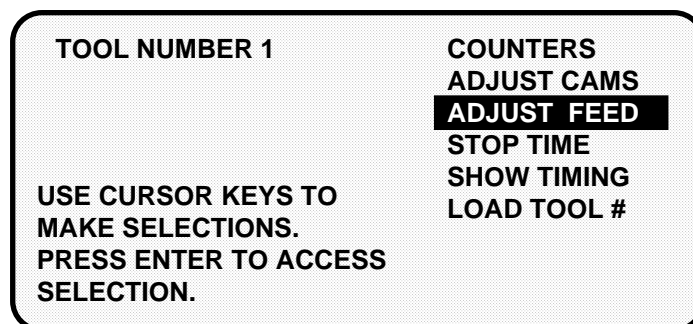 TOOL NUMBER 1
USE CURSOR KEYS TO
MAKE SELECTIONS.
PRESS ENTER TO ACCESS
SELECTION.
COUNTERS
ADJUST CAMS
ADJUST FEED
STOP TIME
SHOW TIMING
LOAD TOOL #